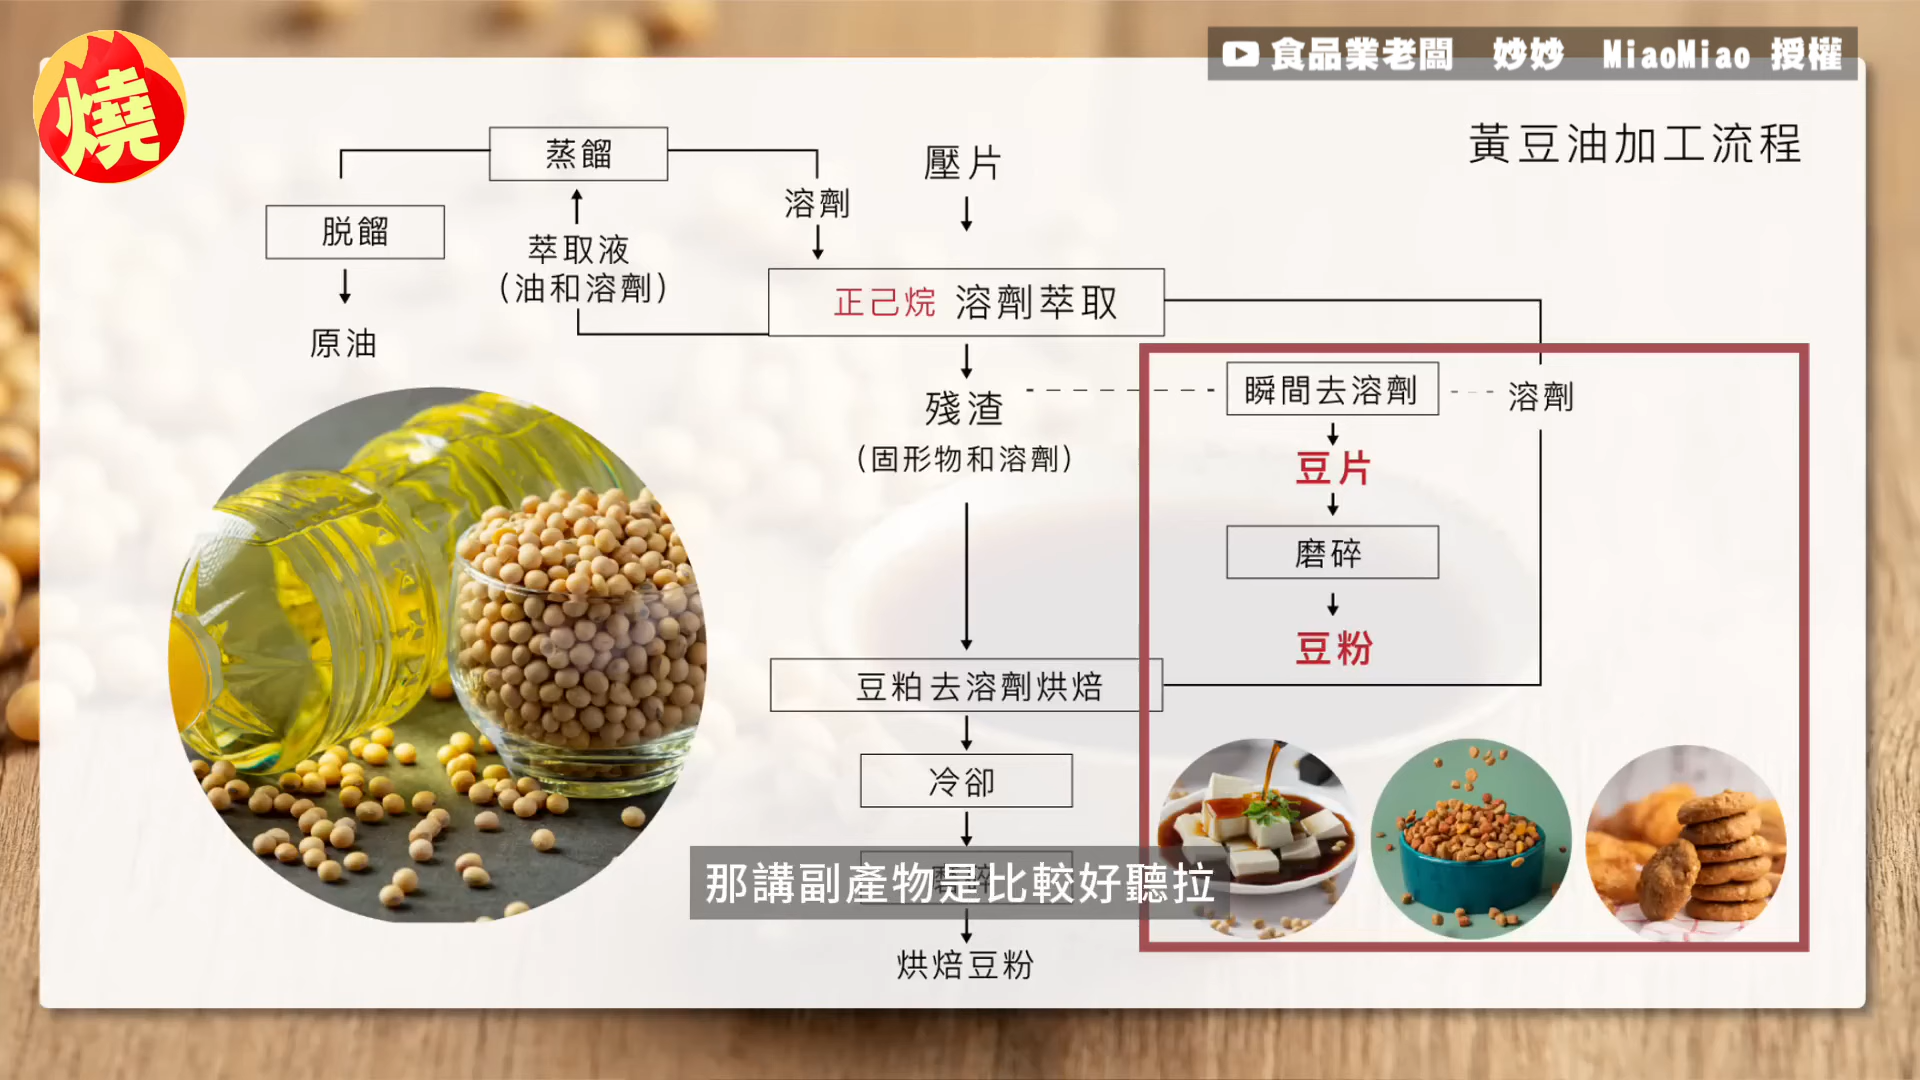 燒
食品業老闆 妙妙 MiaoMiao 授權
黃豆油加工流程
蒸餾
壓片
脱餾
溶劑
萃取液
(油和溶劑)
原油
正己烷 溶劑萃取
殘渣
(固形物和溶劑)
瞬間去溶劑
溶劑
豆片
磨碎
豆粉
豆粕去溶劑烘焙
冷卻
那講副產物是比較好聽拉
烘焙豆粉